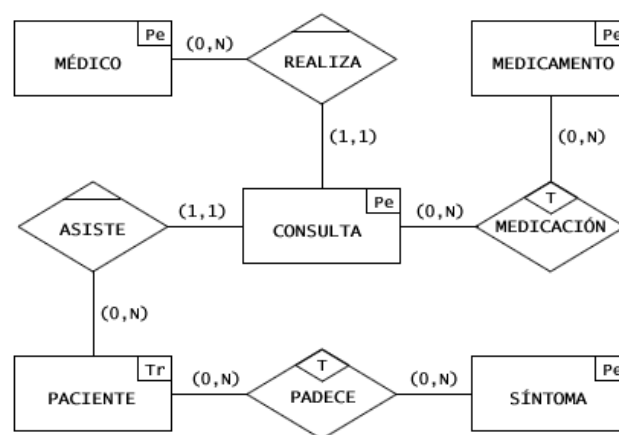 Pe
MÉDICO
(0,N)
REALIZA
Pe
MEDICAMENTO
(1,1)
(0,N)
ASISTE
(1,1)
Pe
CONSULTA
(0,N)
T
MEDICACIÓN
(0,N)
Tr
PACIENTE
(0,N)
T
PADECE
(0,N)
Pe
SÍNTOMA